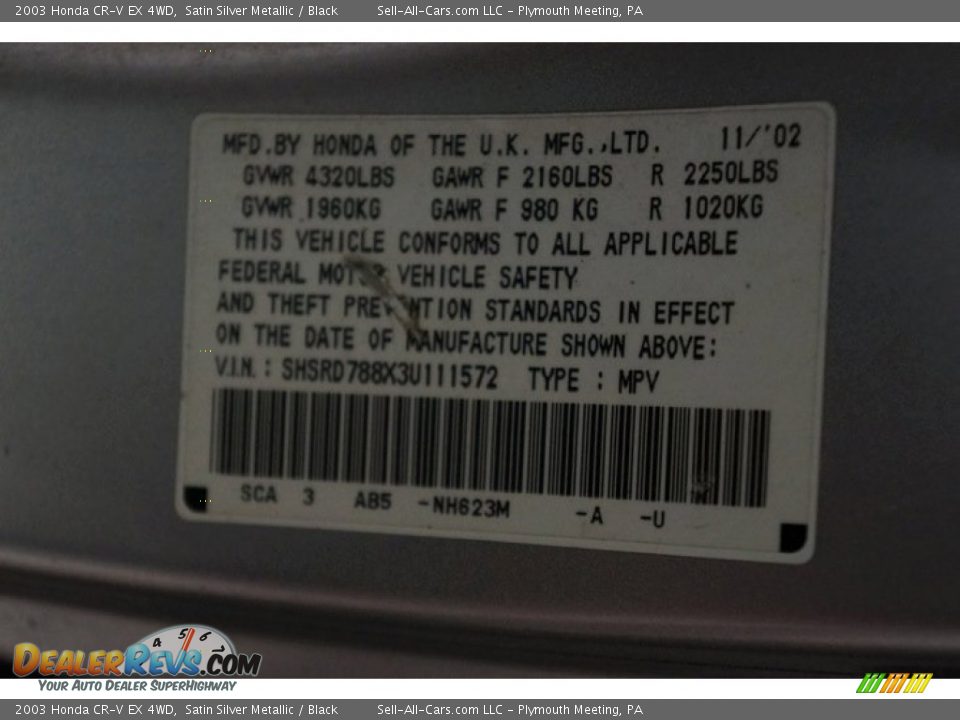 2003 Honda CR-V EX 4WD, Satin Silver Metallic / Black Sell-All-Cars.com LLC - Plymouth Meeting, PA
MFD.BY HONDA OF THE U.K. MFG.,LTD. 11/'02
GVWR 4320LBS GAWR F 2160LBS R 2250LBS
GVWR 1960KG GAWR F 980 KG R 1020KG
THIS VEHICLE CONFORMS TO ALL APPLICABLE
FEDERAL MOTOR VEHICLE SAFETY
AND THEFT PREVENTION STANDARDS IN EFFECT
ON THE DATE OF MANUFACTURE SHOWN ABOVE:
V.I.N.: SHSRD788X3U111572 TYPE : MPV
SCA 3 AB5 -NH623M -A -U
4 5 6
DEALERREVS.COM
YOUR AUTO DEALER SUPERHIGHWAY
2003 Honda CR-V EX 4WD, Satin Silver Metallic / Black Sell-All-Cars.com LLC - Plymouth Meeting, PA